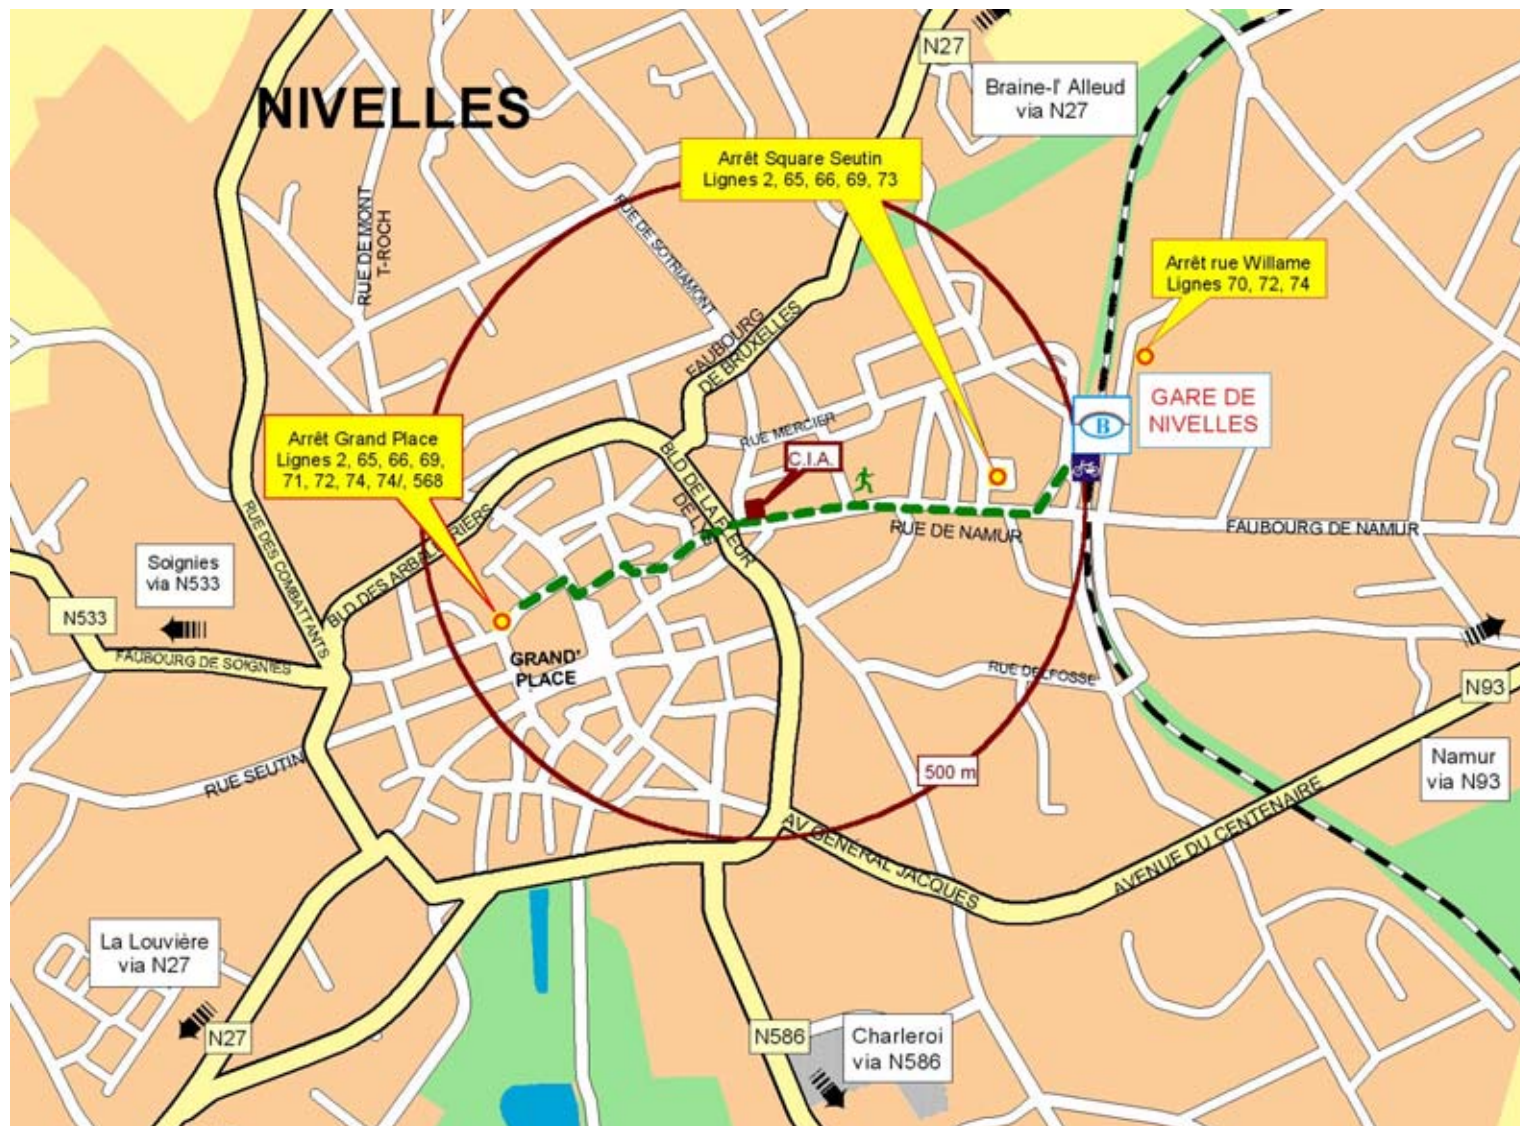 NIVELLES
N27
Braine-l' Alleud
via N27
Arrêt Square Seutin
Lignes 2, 65, 66, 69, 73
RUE DE MONT
T-ROCH
RUE DE SOTRIAMONT
Arrêt rue Willame
Lignes 70, 72, 74
FAUBOURG
DE BRUXELLES
GARE DE
NIVELLES
B
Arrêt Grand Place
Lignes 2, 65, 66, 69,
71, 72, 74, 74/, 568
RUE MERCIER
C.I.A.
BLD DE LA FLEUR
DE L
RUE DE NAMUR
FAUBOURG DE NAMUR
RUE DES COMBATTANTS
BLD DES ARBALETRIERS
Soignies
via N533
N533
FAUBOURG DE SOIGNIES
GRAND'
PLACE
RUE DELFOSSE
N93
Namur
via N93
RUE SEUTIN
500 m
AV GÉNÉRAL JACQUES
AVENUE DU CENTENAIRE
La Louvière
via N27
N27
N586
Charleroi
via N586